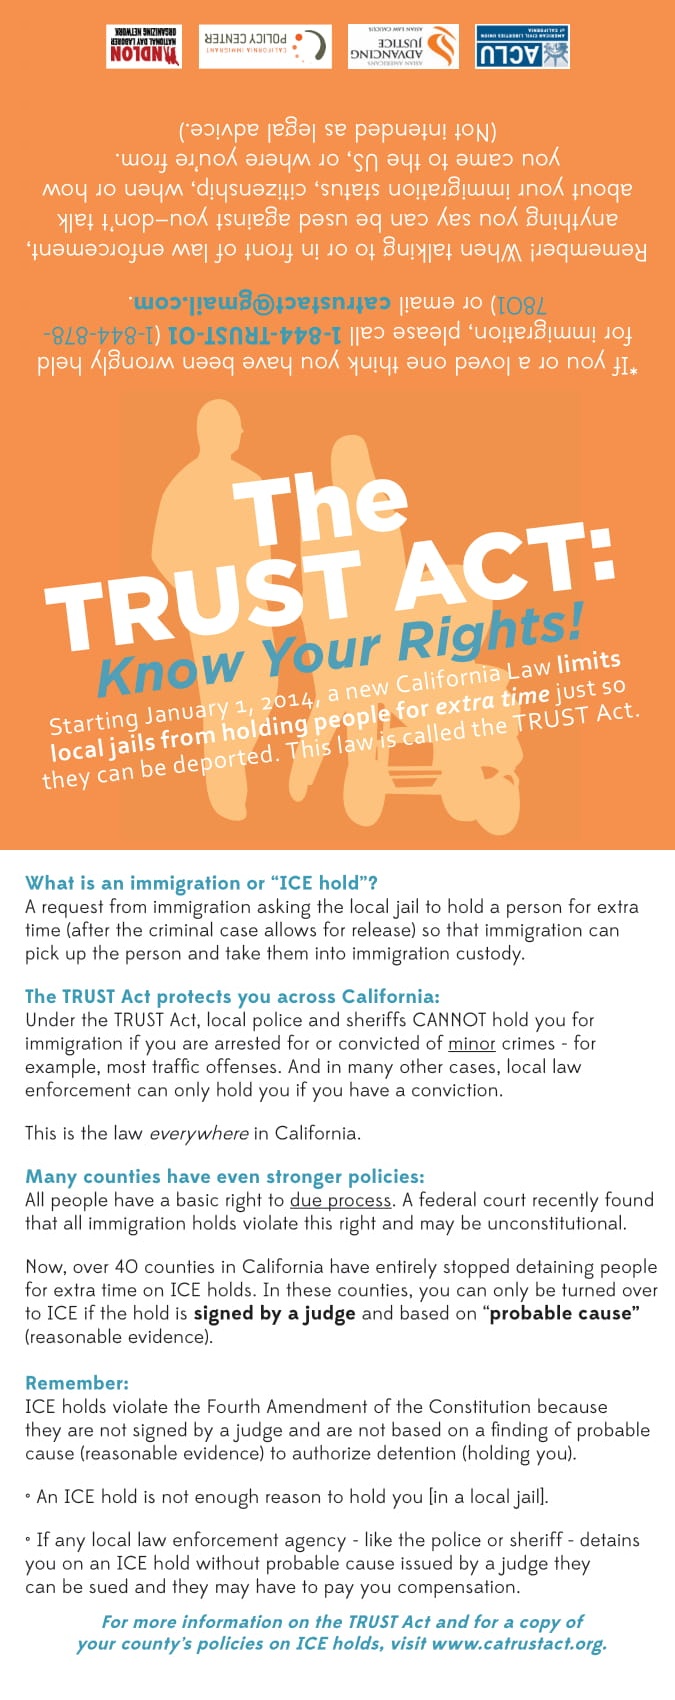 *If you or a loved one think you have been wrongly held
for immigration, please call 1-844-TRUST-01 (1-844-878-
7801) or email catrustact@gmail.com.
Remember! When talking to or in front of law enforcement,
anything you say can be used against you–don't talk
about your immigration status, citizenship, when or how
you came to the US, or where you're from.
(Not intended as legal advice.)
ACLU
AMERICAN CIVIL LIBERTIES UNION
of CALIFORNIA
ASIAN AMERICANS
ADVANCING
JUSTICE
ASIAN LAW CAUCUS
CALIFORNIA IMMIGRANT
POLICY CENTER
NDLON
NATIONAL DAY LABORER
ORGANIZING NETWORK
The
TRUST ACT:
Know Your Rights!
Starting January 1, 2014, a new California Law limits
local jails from holding people for extra time just so
they can be deported. This law is called the TRUST Act.
What is an immigration or “ICE hold”?
A request from immigration asking the local jail to hold a person for extra
time (after the criminal case allows for release) so that immigration can
pick up the person and take them into immigration custody.
The TRUST Act protects you across California:
Under the TRUST Act, local police and sheriffs CANNOT hold you for
immigration if you are arrested for or convicted of minor crimes - for
example, most traffic offenses. And in many other cases, local law
enforcement can only hold you if you have a conviction.
This is the law everywhere in California.
Many counties have even stronger policies:
All people have a basic right to due process. A federal court recently found
that all immigration holds violate this right and may be unconstitutional.
Now, over 40 counties in California have entirely stopped detaining people
for extra time on ICE holds. In these counties, you can only be turned over
to ICE if the hold is signed by a judge and based on “probable cause”
(reasonable evidence).
Remember:
ICE holds violate the Fourth Amendment of the Constitution because
they are not signed by a judge and are not based on a finding of probable
cause (reasonable evidence) to authorize detention (holding you).
° An ICE hold is not enough reason to hold you [in a local jail].
° If any local law enforcement agency - like the police or sheriff - detains
you on an ICE hold without probable cause issued by a judge they
can be sued and they may have to pay you compensation.
For more information on the TRUST Act and for a copy of
your county's policies on ICE holds, visit www.catrustact.org.